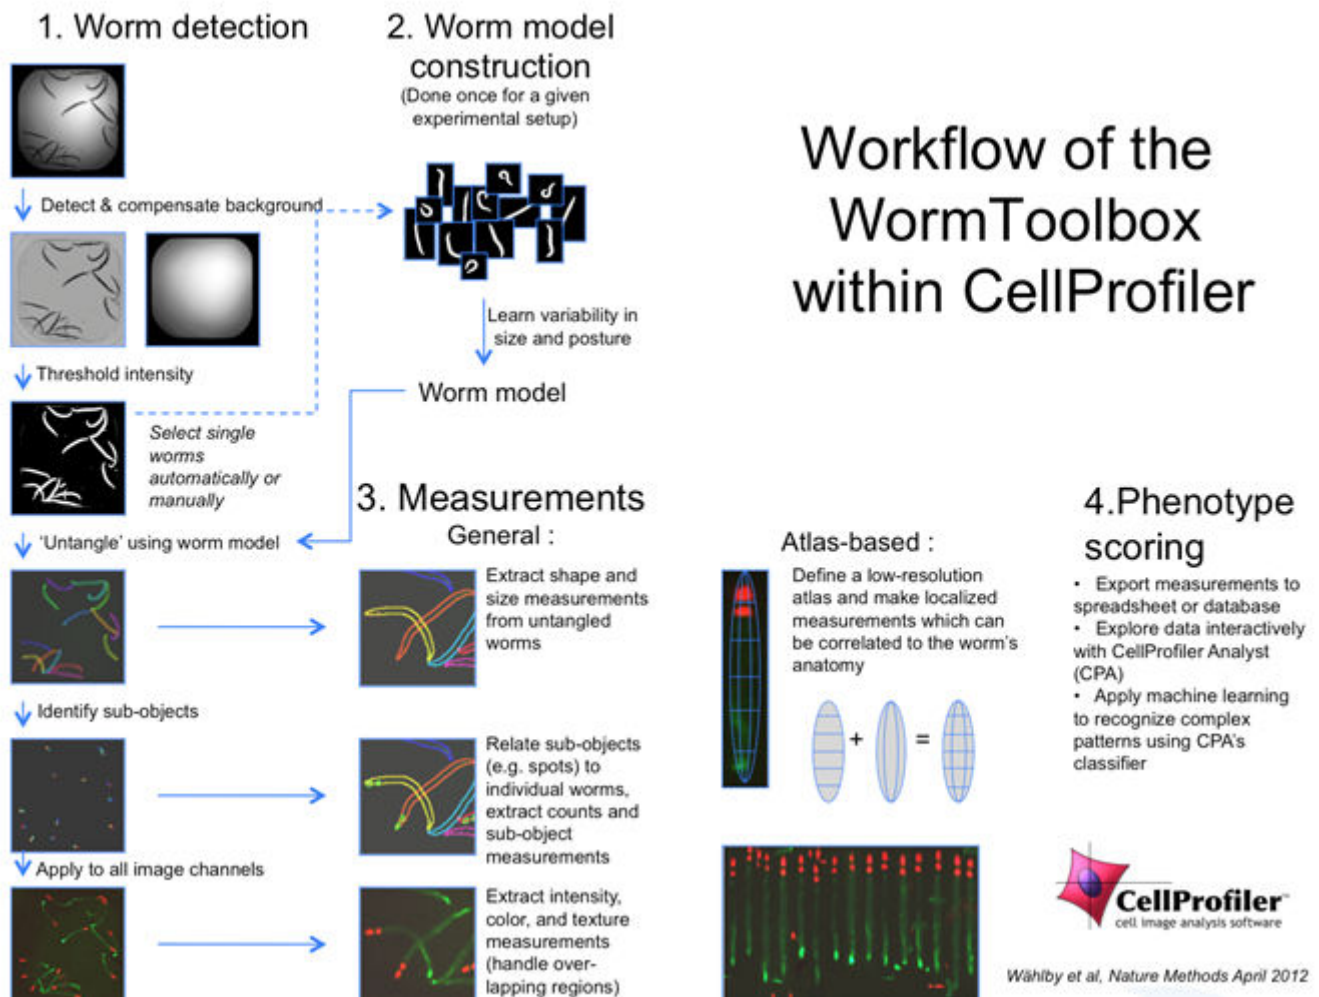 1. Worm detection
Detect & compensate background
Threshold intensity
Select single
worms
automatically or
manually
'Untangle' using worm model
Identify sub-objects
Apply to all image channels
2. Worm model
construction
(Done once for a given
experimental setup)
Learn variability in
size and posture
Worm model
Workflow of the
WormToolbox
within CellProfiler
3. Measurements
General :
Extract shape and
size measurements
from untangled
worms
Relate sub-objects
(e.g. spots) to
individual worms,
extract counts and
sub-object
measurements
Extract intensity,
color, and texture
measurements
(handle over-
lapping regions)
Atlas-based :
Define a low-resolution
atlas and make localized
measurements which can
be correlated to the worm's
anatomy
+ =
4.Phenotype
scoring
• Export measurements to
spreadsheet or database
• Explore data interactively
with CellProfiler Analyst
(CPA)
• Apply machine learning
to recognize complex
patterns using CPA's
classifier
CellProfiler™
cell image analysis software
Wählby et al, Nature Methods April 2012